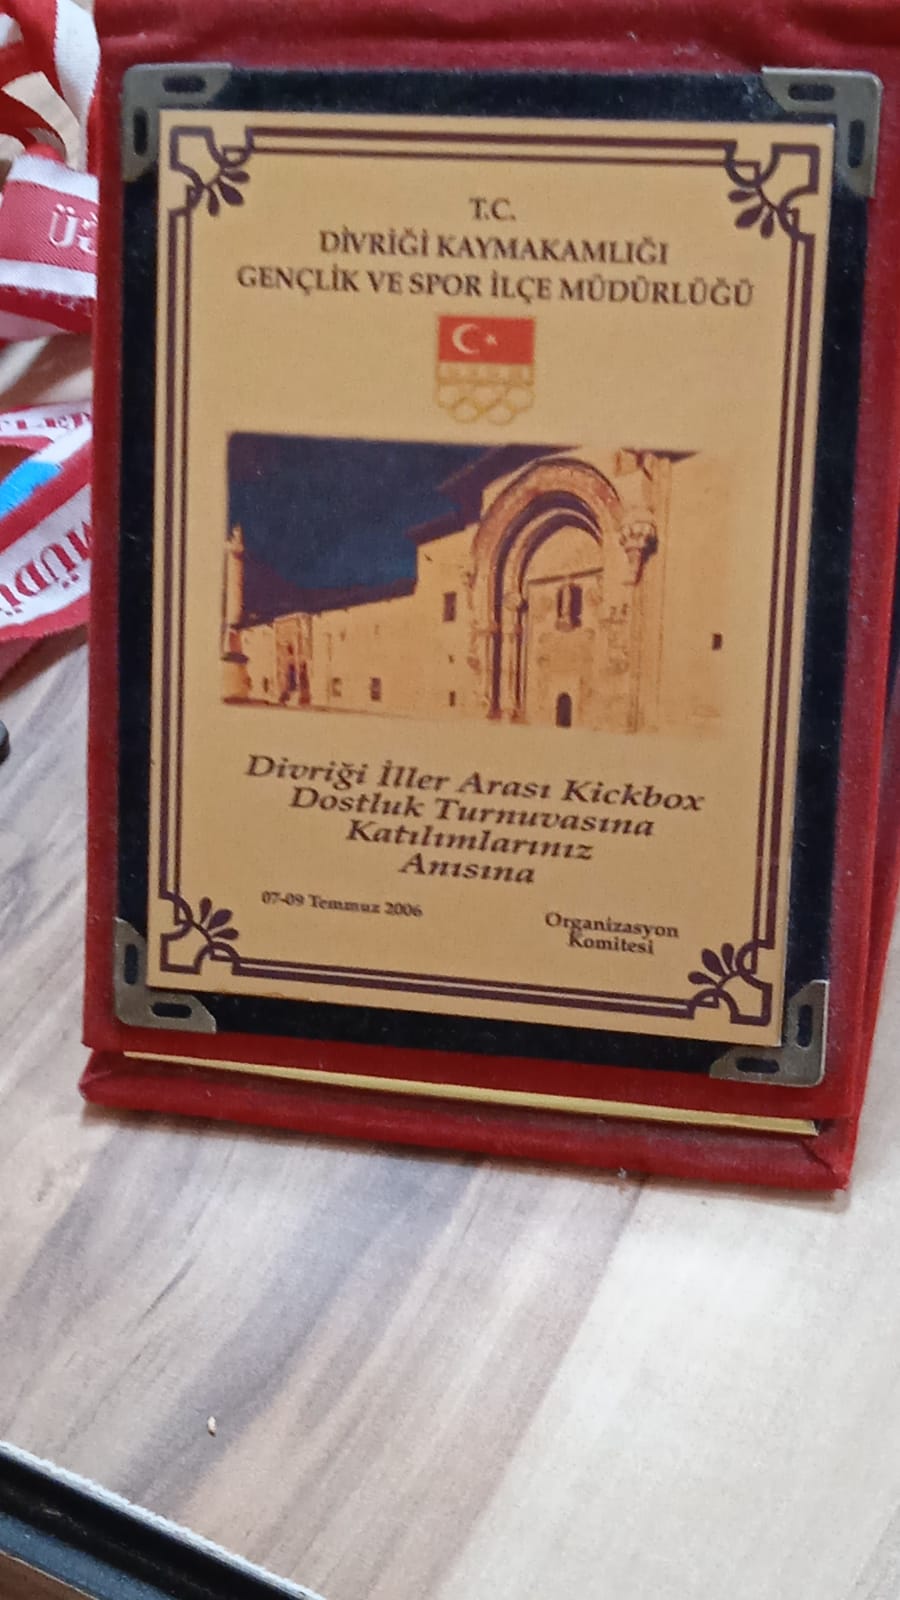 T.C.
DİVRİĞİ KAYMAKAMLIĞI
GENÇLİK VE SPOR İLÇE MÜDÜRLÜĞÜ
Divriği İller Arası Kickbox
Dostluk Turnuvasına
Katılımlarınız
Anısına
07-09 Temmuz 2006
Organizasyon
Komitesi